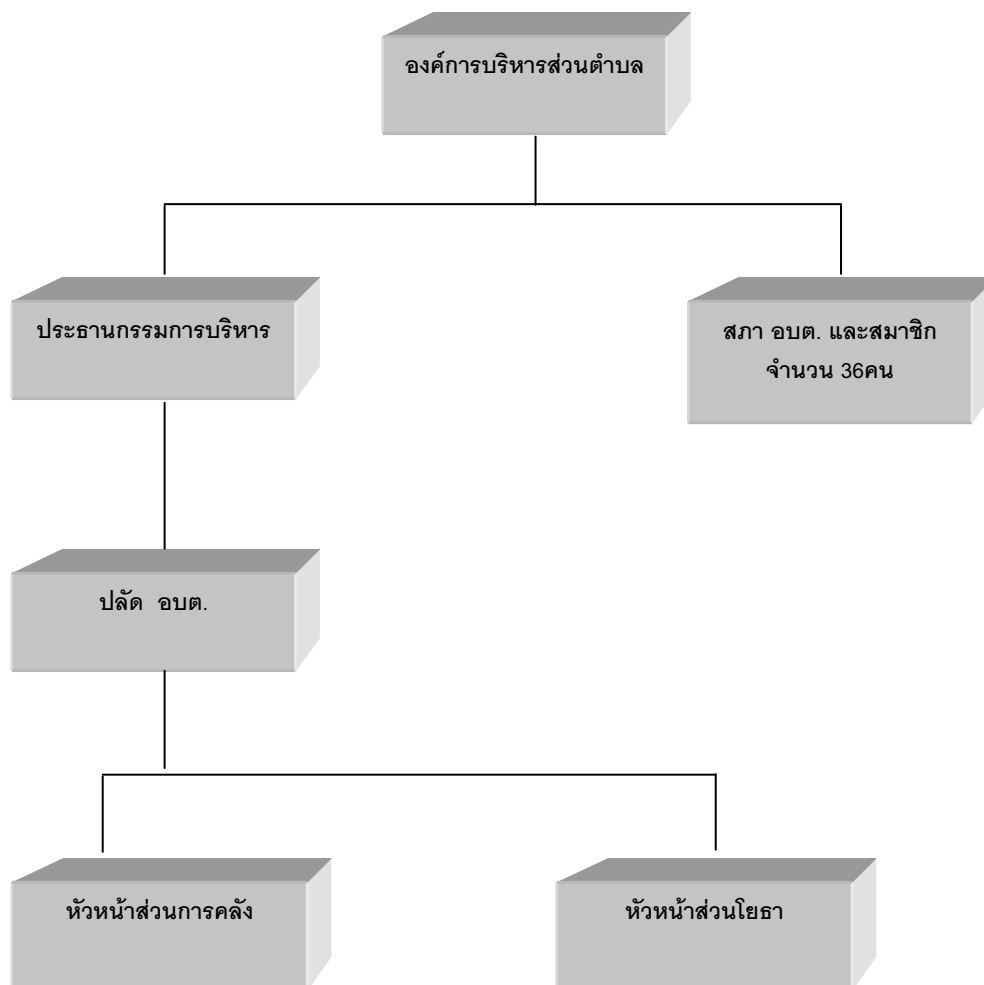 องค์การบริหารส่วนตำบล
ประธานกรรมการบริหาร
สภา อบต. และสมาชิก
จำนวน 36คน
ปลัด อบต.
หัวหน้าส่วนการคลัง
หัวหน้าส่วนโยธา